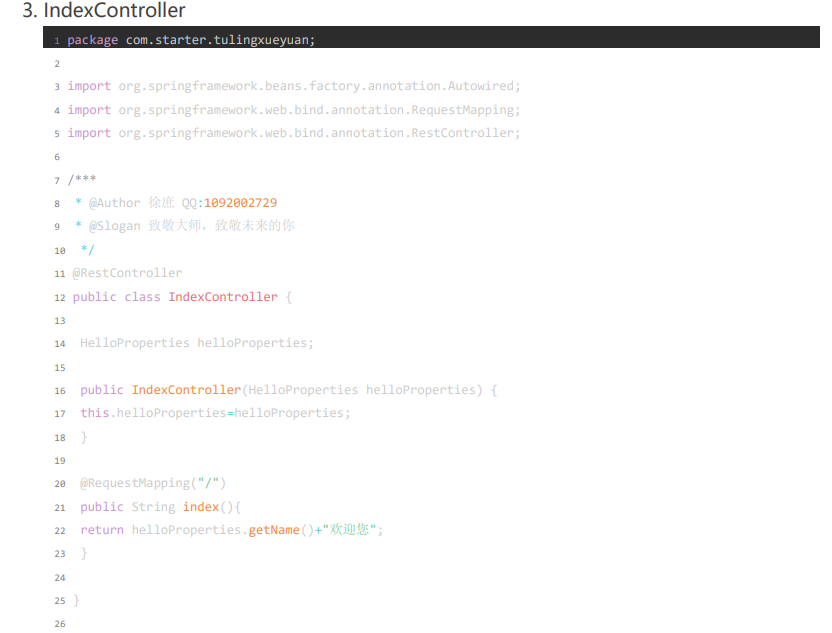 3. IndexController
1 package com.starter.tulingxueyuan;
2
3 import org.springframework.beans.factory.annotation.Autowired;
4 import org.springframework.web.bind.annotation.RequestMapping;
5 import org.springframework.web.bind.annotation.RestController;
6
7 /***
8 * @Author 徐庶 QQ:1092002729
9 * @Slogan 致敬大师，致敬未来的你
10 */
11 @RestController
12 public class IndexController {
13
14 HelloProperties helloProperties;
15
16 public IndexController(HelloProperties helloProperties) {
17 this.helloProperties=helloProperties;
18 }
19
20 @RequestMapping("/")
21 public String index(){
22 return helloProperties.getName()+"欢迎您";
23 }
24
25 }
26